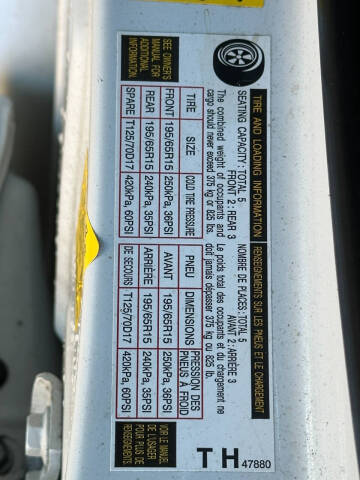 TIRE AND LOADING INFORMATION
RENSEIGNEMENTS SUR LES PNEUS ET LE CHARGEMENT
SEATING CAPACITY : TOTAL 5
FRONT 2 : REAR 3
NOMBRE DE PLACES : TOTAL 5
AVANT 2 : ARRIÈRE 3
The combined weight of occupants and
cargo should never exceed 375 kg or 825 lbs.
Le poids total des occupants et du chargement ne
doit jamais dépasser 375 kg ou 825 lb.
TIRE SIZE COLD TIRE PRESSURE
FRONT 195/65R15 250kPa, 36PSI
REAR 195/65R15 240kPa, 35PSI
SPARE T125/70D17 420kPa, 60PSI
PNEU DIMENSIONS PRESSION DES
PNEUS À FROID
AVANT 195/65R15 250kPa, 36PSI
ARRIÈRE 195/65R15 240kPa, 35PSI
DE SECOURS T125/70D17 420kPa, 60PSI
SEE OWNER'S
MANUAL FOR
ADDITIONAL
INFORMATION.
VOIR LE MANUEL
DE L'USAGER
POUR PLUS DE
RENSEIGNEMENTS.
TH 47880